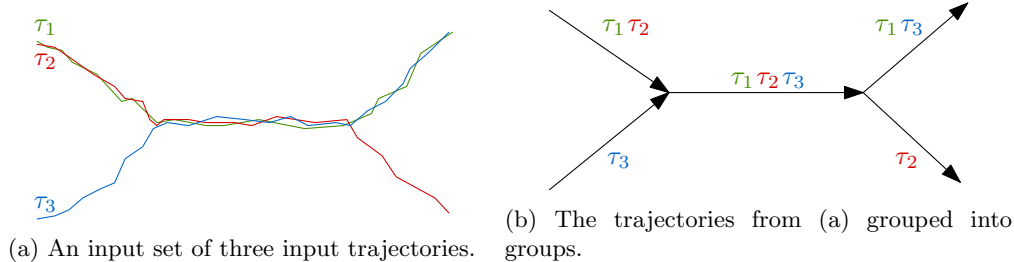 τ1
τ2
τ3
(a) An input set of three input trajectories.
τ1 τ2
τ1 τ3
τ1 τ2 τ3
τ3
τ2
(b) The trajectories from (a) grouped into
groups.